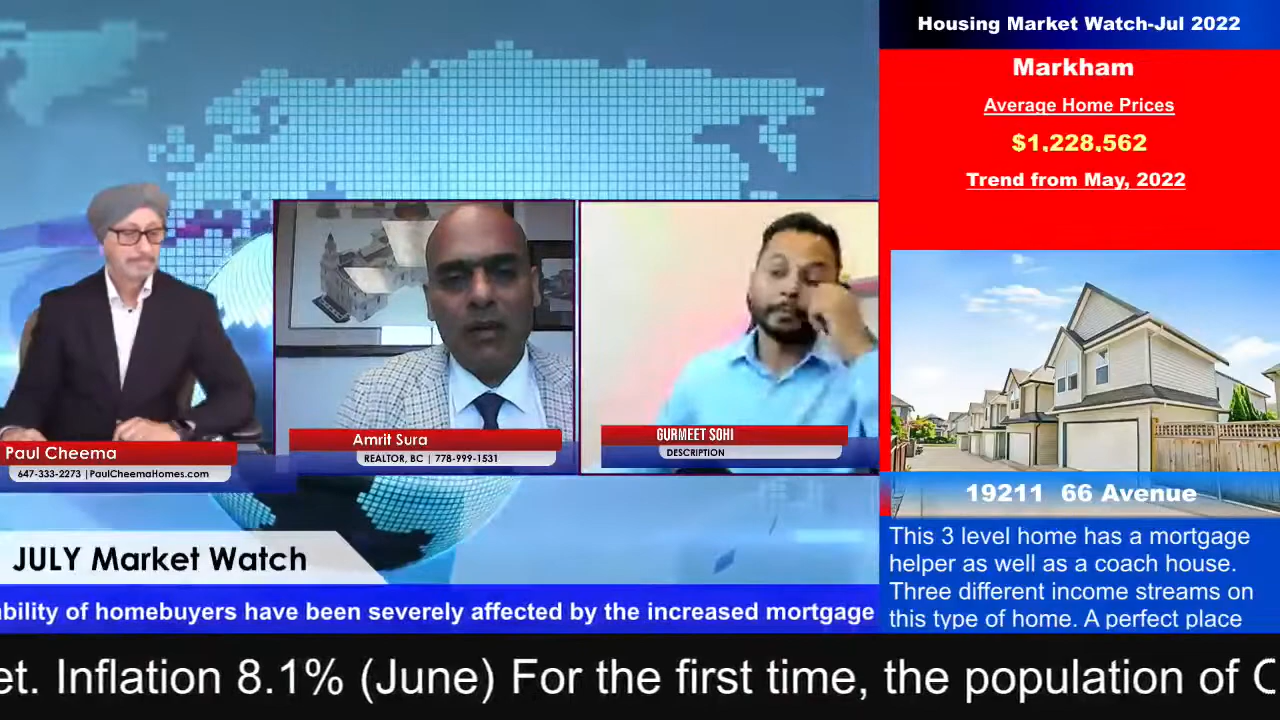 Housing Market Watch-Jul 2022
Markham
Average Home Prices
$1,228,562
Trend from May, 2022
Paul Cheema
647-333-2273 |PaulCheemaHomes.com
Amrit Sura
REALTOR, BC | 778-999-1531
GURMEET SOHI
DESCRIPTION
19211 66 Avenue
This 3 level home has a mortgage
helper as well as a coach house.
Three different income streams on
this type of home. A perfect place
JULY Market Watch
ability of homebuyers have been severely affected by the increased mortgage
et. Inflation 8.1% (June) For the first time, the population of C